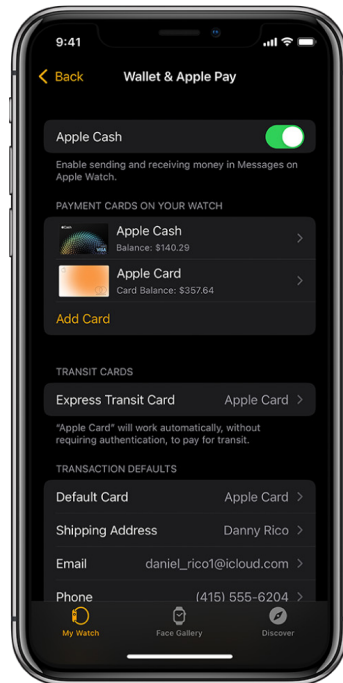 9:41
Back
Wallet & Apple Pay
Apple Cash
Enable sending and receiving money in Messages on
Apple Watch.
PAYMENT CARDS ON YOUR WATCH
Cash
VISA
Apple Cash
Balance: $140.29
Apple Card
Card Balance: $357.64
Add Card
TRANSIT CARDS
Express Transit Card Apple Card
“Apple Card” will work automatically, without
requiring authentication, to pay for transit.
TRANSACTION DEFAULTS
Default Card Apple Card
Shipping Address Danny Rico
Email daniel_rico1@icloud.com
Phone (415) 555-6204
My Watch Face Gallery Discover